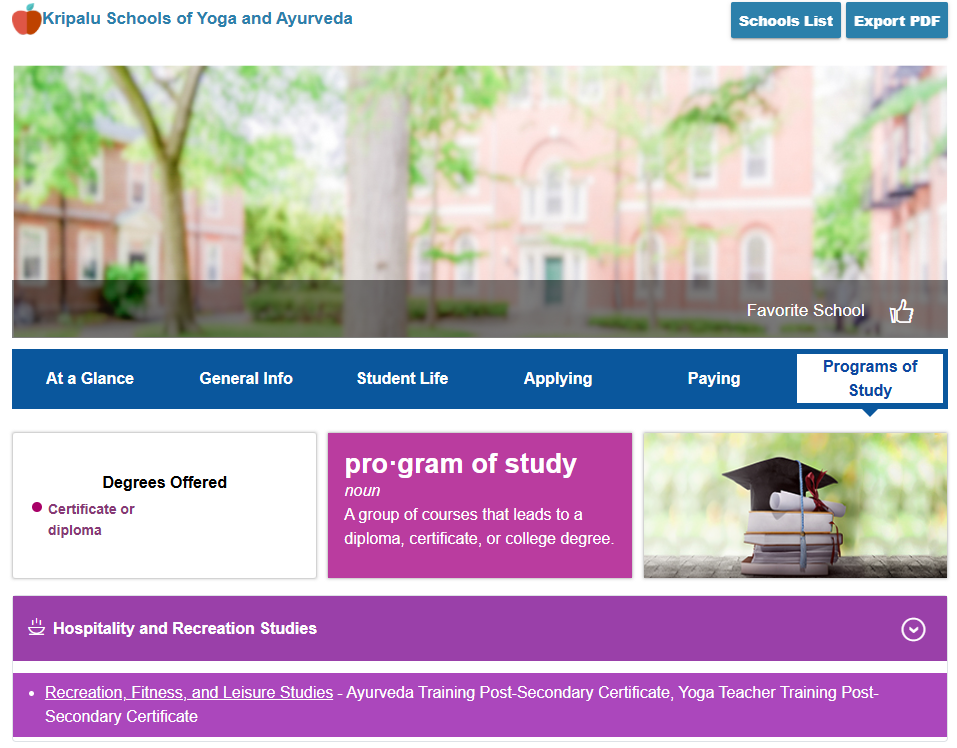 Kripalu Schools of Yoga and Ayurveda
Schools List
Export PDF
Favorite School
At a Glance
General Info
Student Life
Applying
Paying
Programs of
Study
Degrees Offered
Certificate or
diploma
pro·gram of study
noun
A group of courses that leads to a
diploma, certificate, or college degree.
Hospitality and Recreation Studies
• Recreation, Fitness, and Leisure Studies - Ayurveda Training Post-Secondary Certificate, Yoga Teacher Training Post-
Secondary Certificate